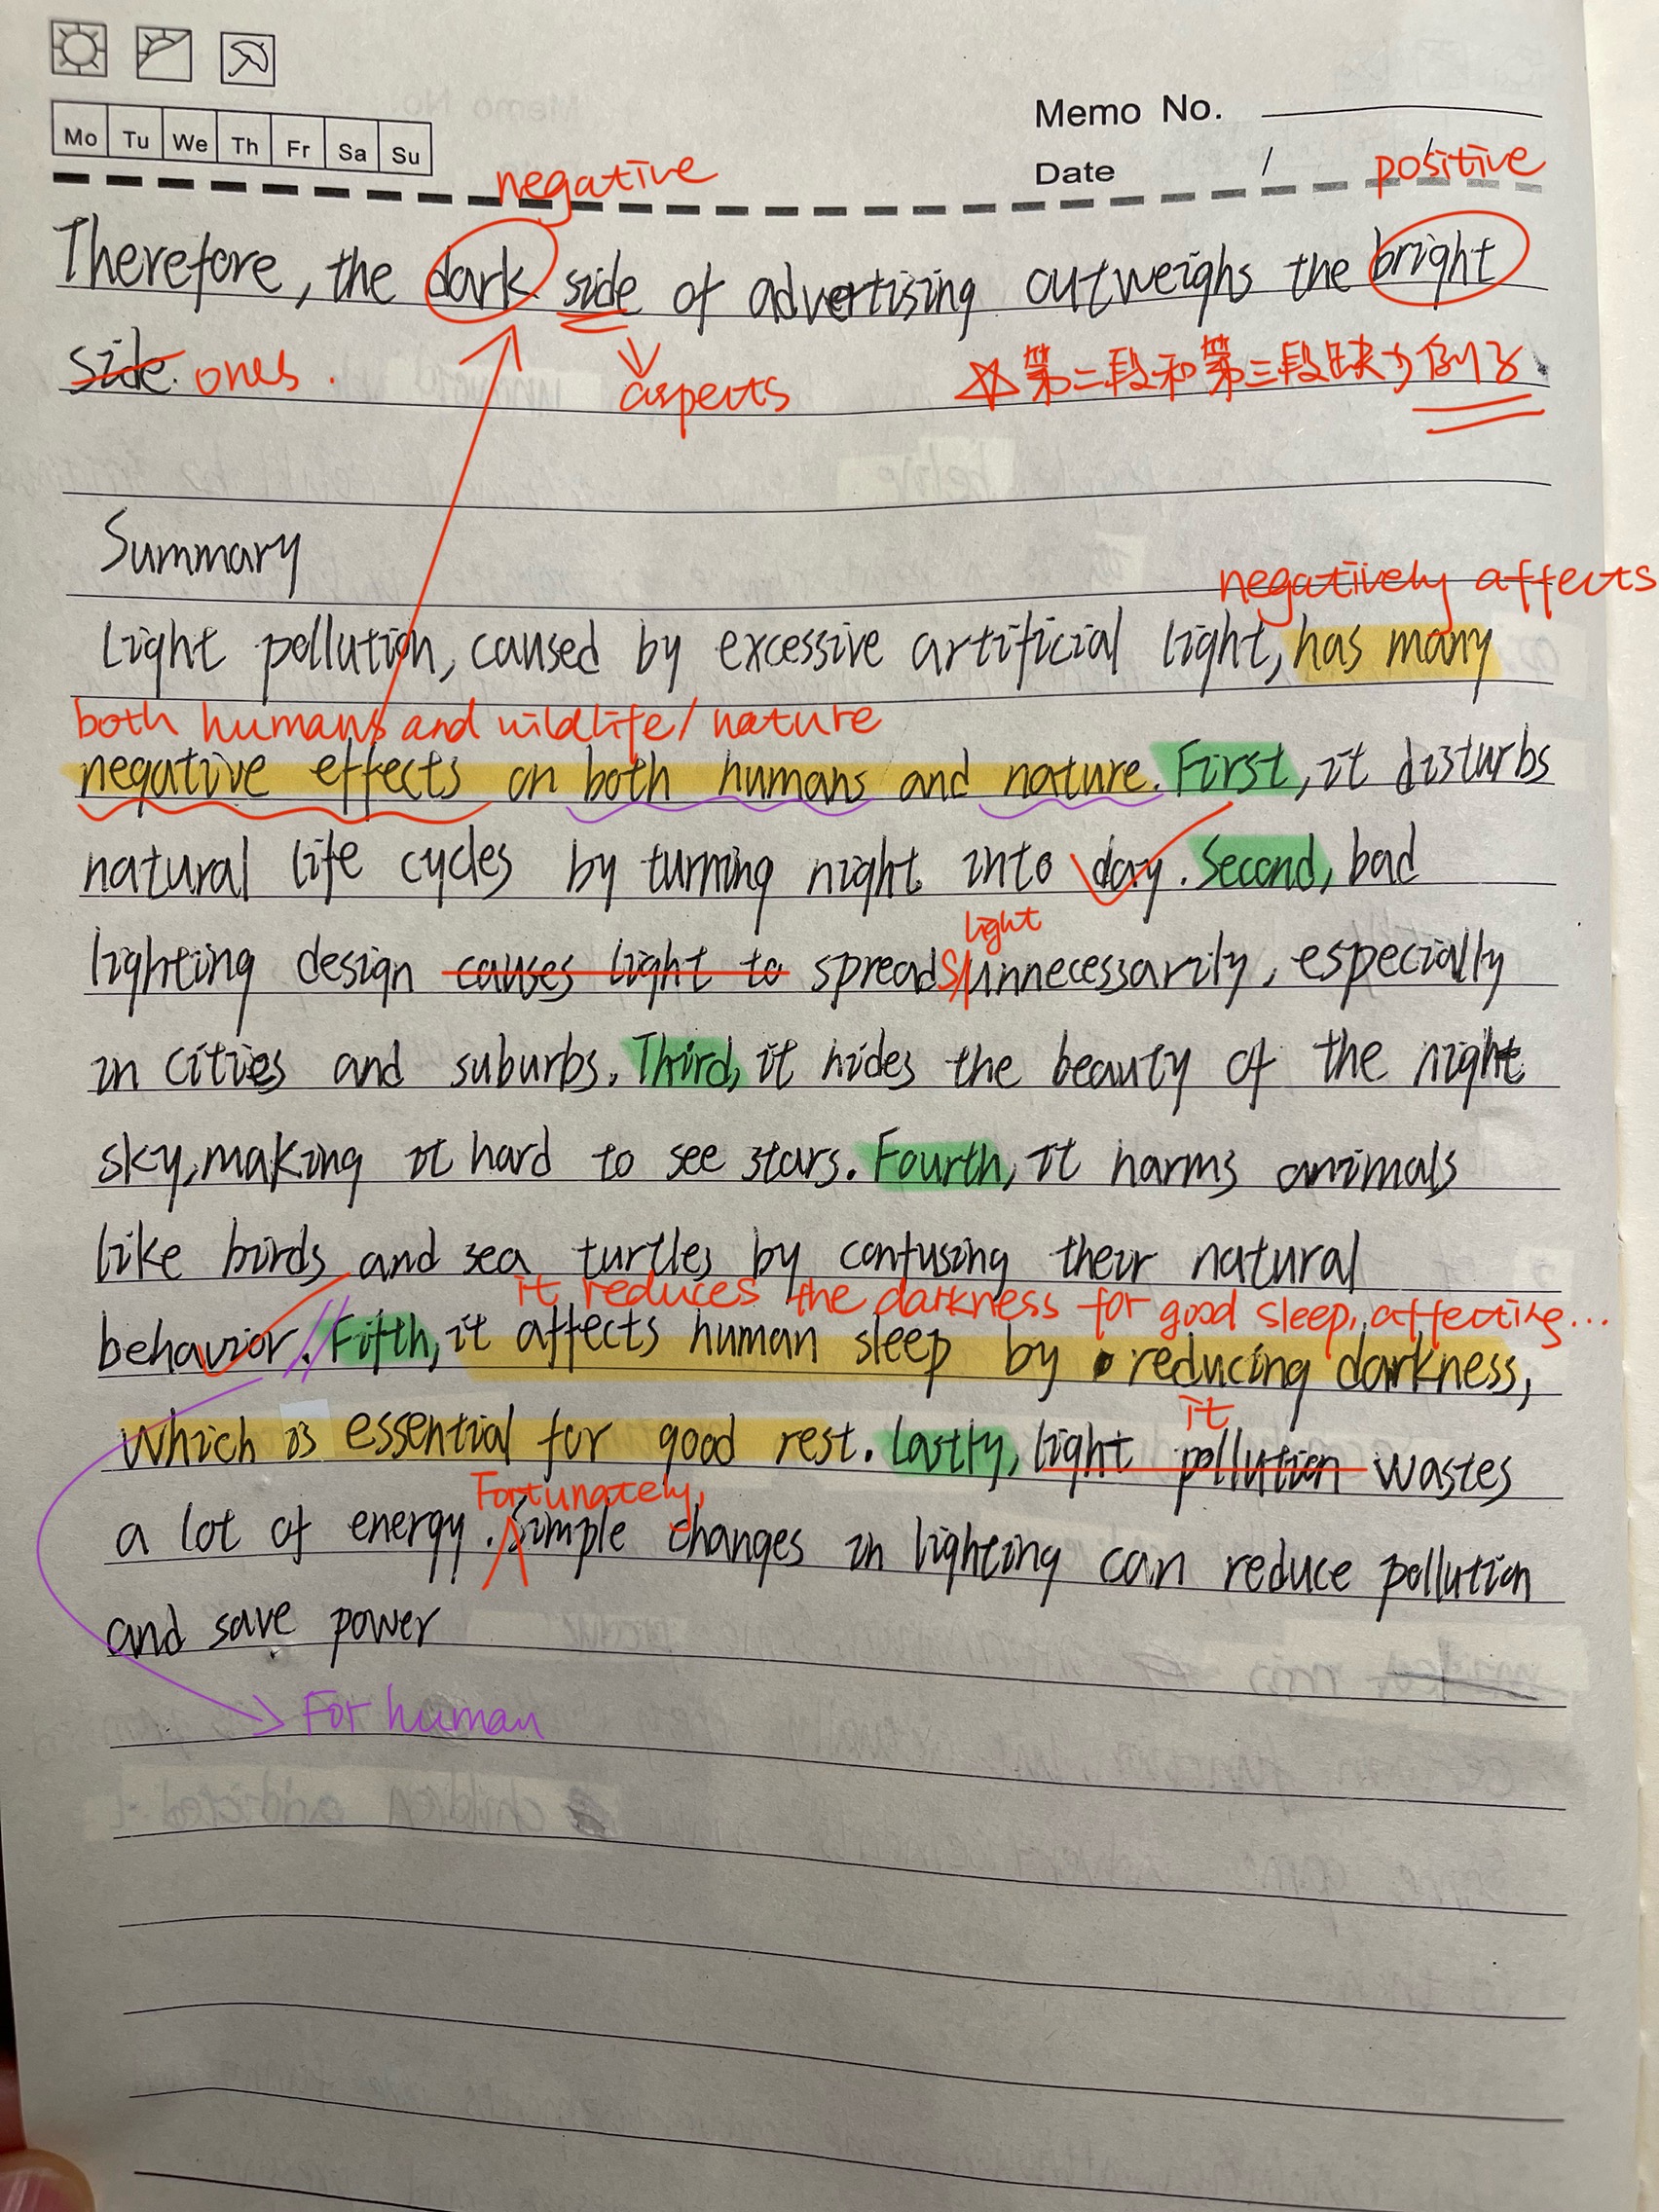 Mo Tu We Th Fr Sa Su
Memo No.
Date /
negative
positive
Therefore, the dark side of advertising outweighs the bright
side. ones.
aspects
☆ 第二段和第三段缺少例子
Summary
negatively affects
Light pollution, caused by excessive artificial light, has many
both humans and wildlife/nature
negative effects on both humans and nature. First, it disturbs
natural life cycles by turning night into day. Second, bad
light
lighting design causes light to spreads unnecessarily, especially
in cities and suburbs. Third, it hides the beauty of the night
sky, making it hard to see stars. Fourth, it harms animals
like birds and sea turtles by confusing their natural
it reduces the darkness for good sleep, affecting...
behavior. Fifth, it affects human sleep by reducing darkness,
it
which is essential for good rest. Lastly, light pollution wastes
Fortunately,
a lot of energy. Simple changes in lighting can reduce pollution
and save power
For human